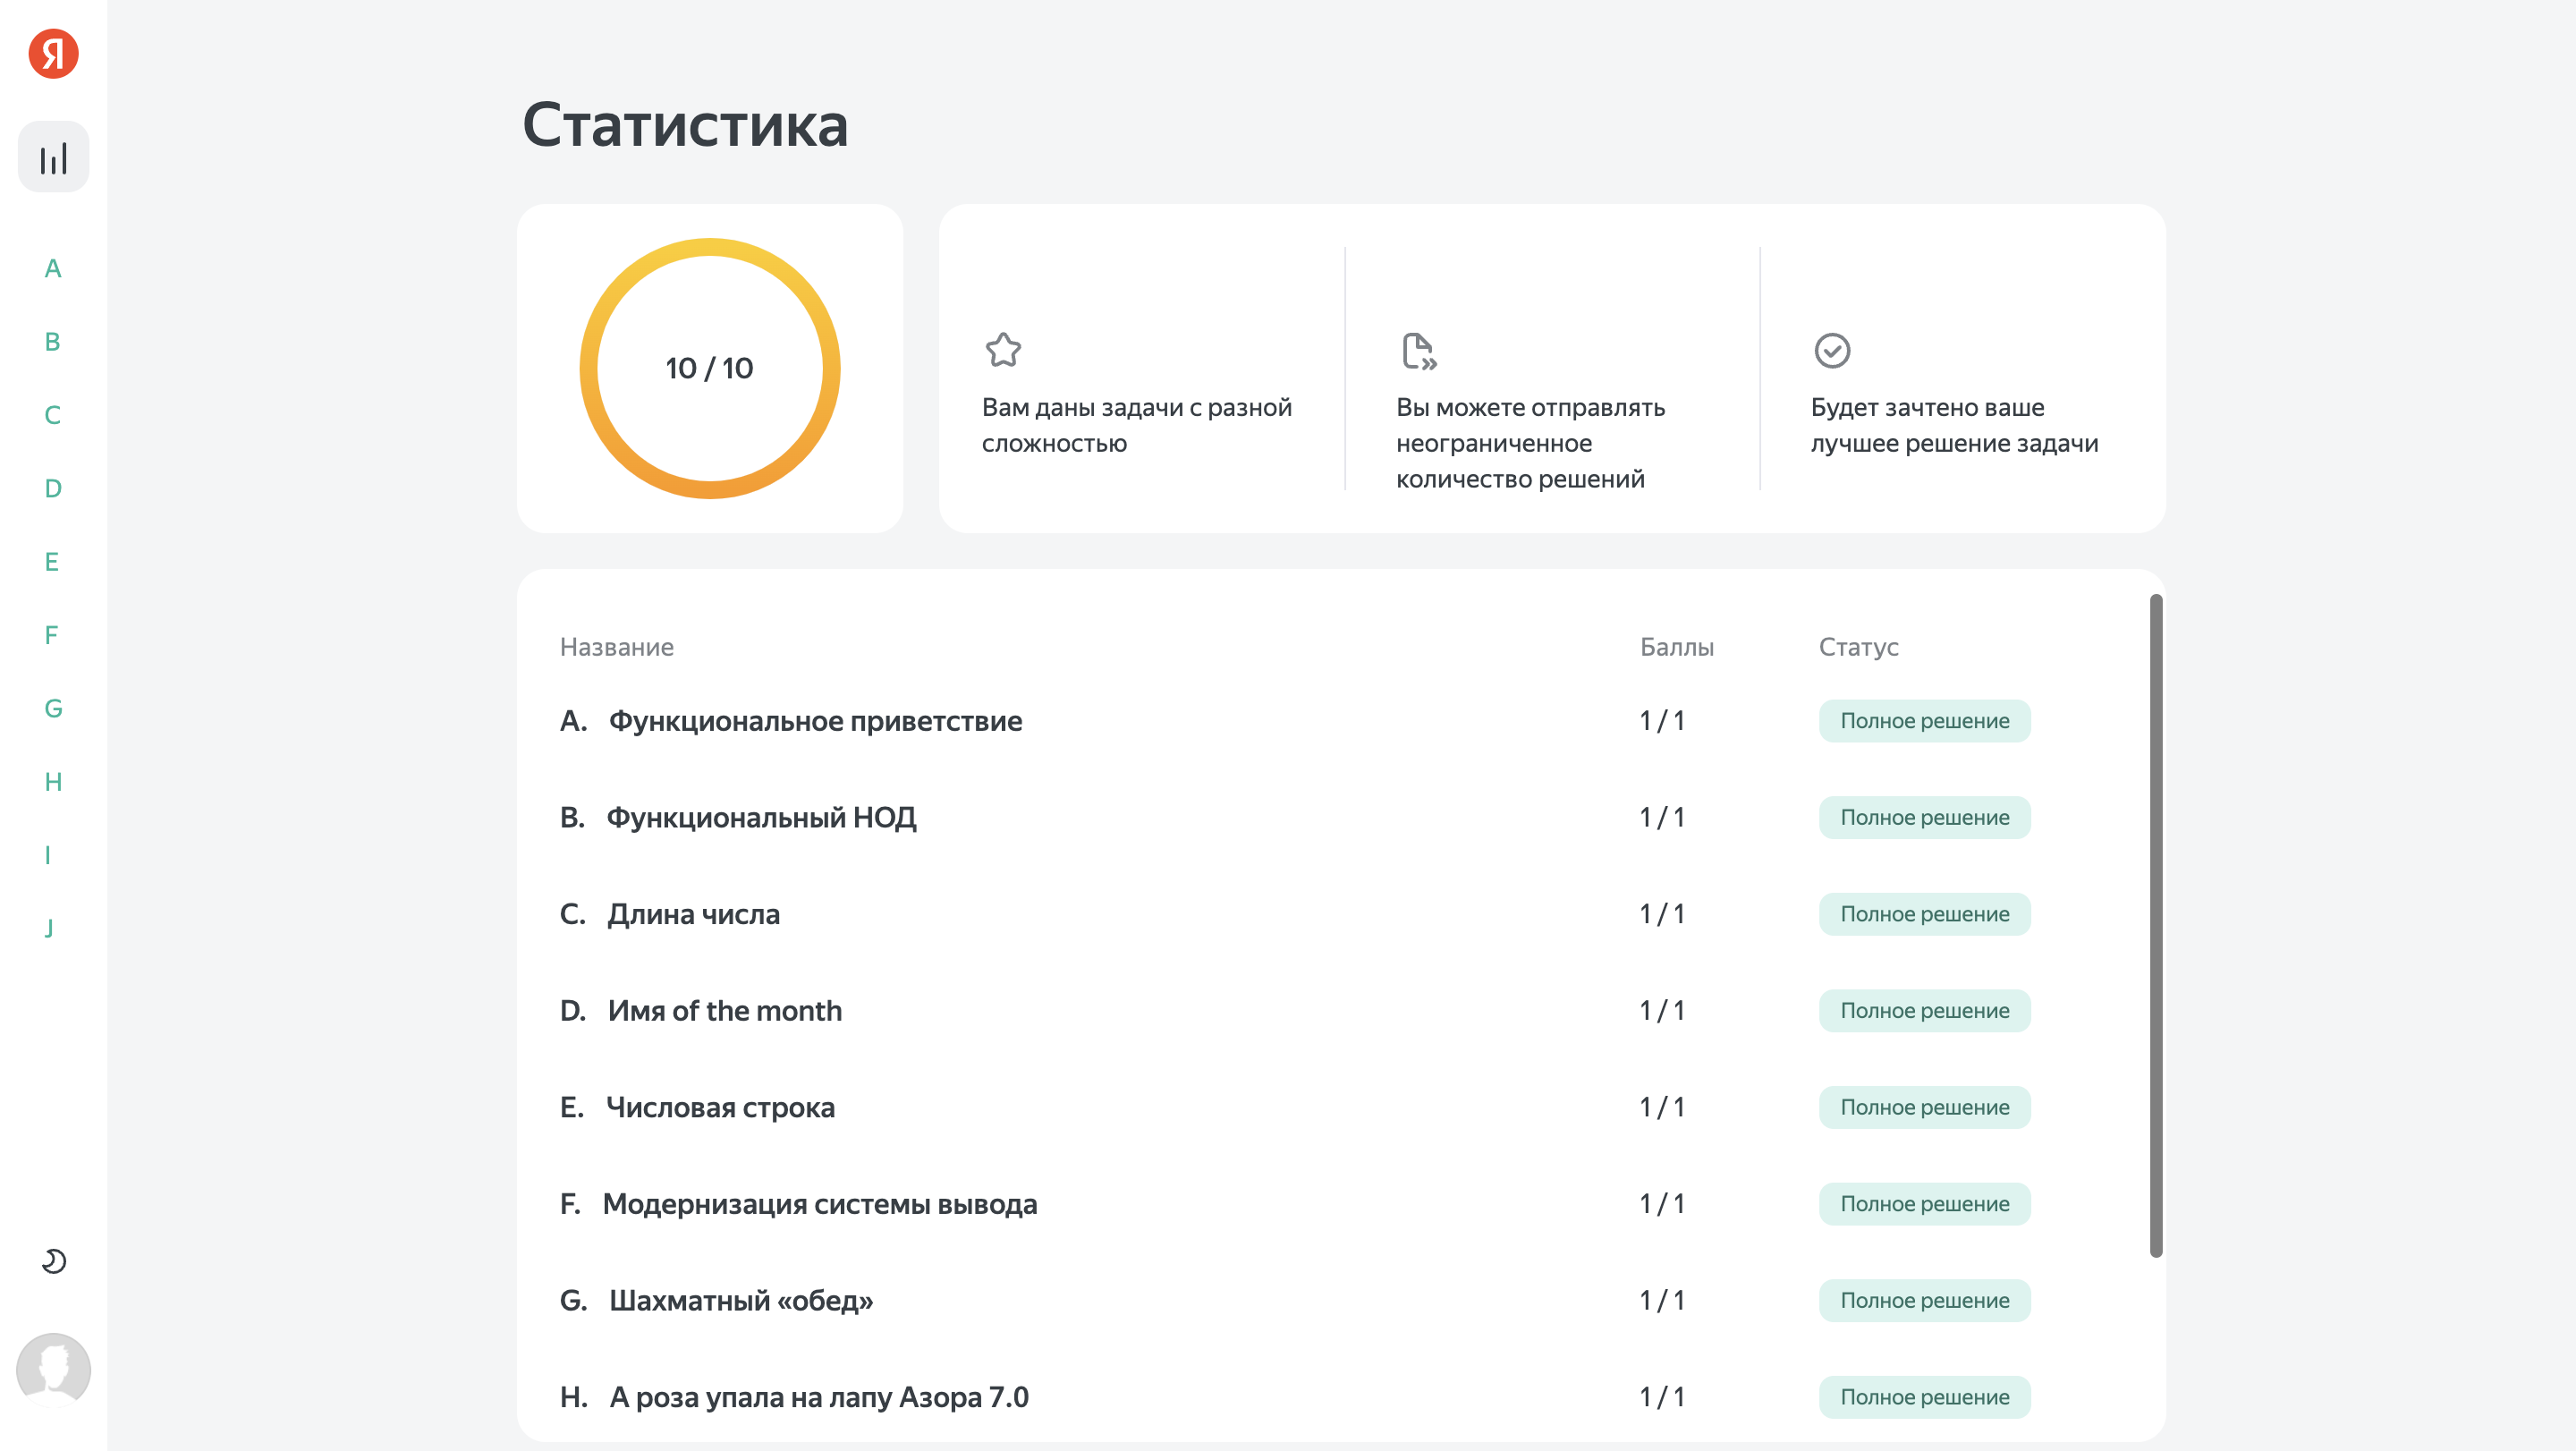 Я
A
B
C
D
E
F
G
H
I
J
Статистика
10 / 10
Вам даны задачи с разной
сложностью
Вы можете отправлять
неограниченное
количество решений
Будет зачтено ваше
лучшее решение задачи
Название Баллы Статус
A. Функциональное приветствие 1 / 1 Полное решение
B. Функциональный НОД 1 / 1 Полное решение
C. Длина числа 1 / 1 Полное решение
D. Имя of the month 1 / 1 Полное решение
E. Числовая строка 1 / 1 Полное решение
F. Модернизация системы вывода 1 / 1 Полное решение
G. Шахматный «обед» 1 / 1 Полное решение
H. А роза упала на лапу Азора 7.0 1 / 1 Полное решение